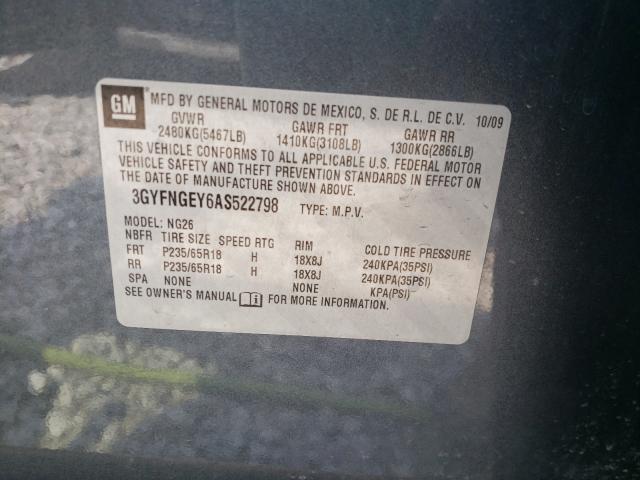 GM MFD BY GENERAL MOTORS DE MEXICO, S. DE R.L. DE C.V. 10/09
GVWR GAWR FRT GAWR RR
2480KG(5467LB) 1410KG(3108LB) 1300KG(2866LB)
THIS VEHICLE CONFORMS TO ALL APPLICABLE U.S. FEDERAL MOTOR
VEHICLE SAFETY AND THEFT PREVENTION STANDARDS IN EFFECT ON
THE DATE OF MANUFACTURE SHOWN ABOVE.
3GYFNGEY6AS522798 TYPE: M.P.V.
MODEL: NG26
NBFR TIRE SIZE SPEED RTG RIM COLD TIRE PRESSURE
FRT P235/65R18 H 18X8J 240KPA(35PSI)
RR P235/65R18 H 18X8J 240KPA(35PSI)
SPA NONE NONE KPA(PSI)
SEE OWNER'S MANUAL FOR MORE INFORMATION.